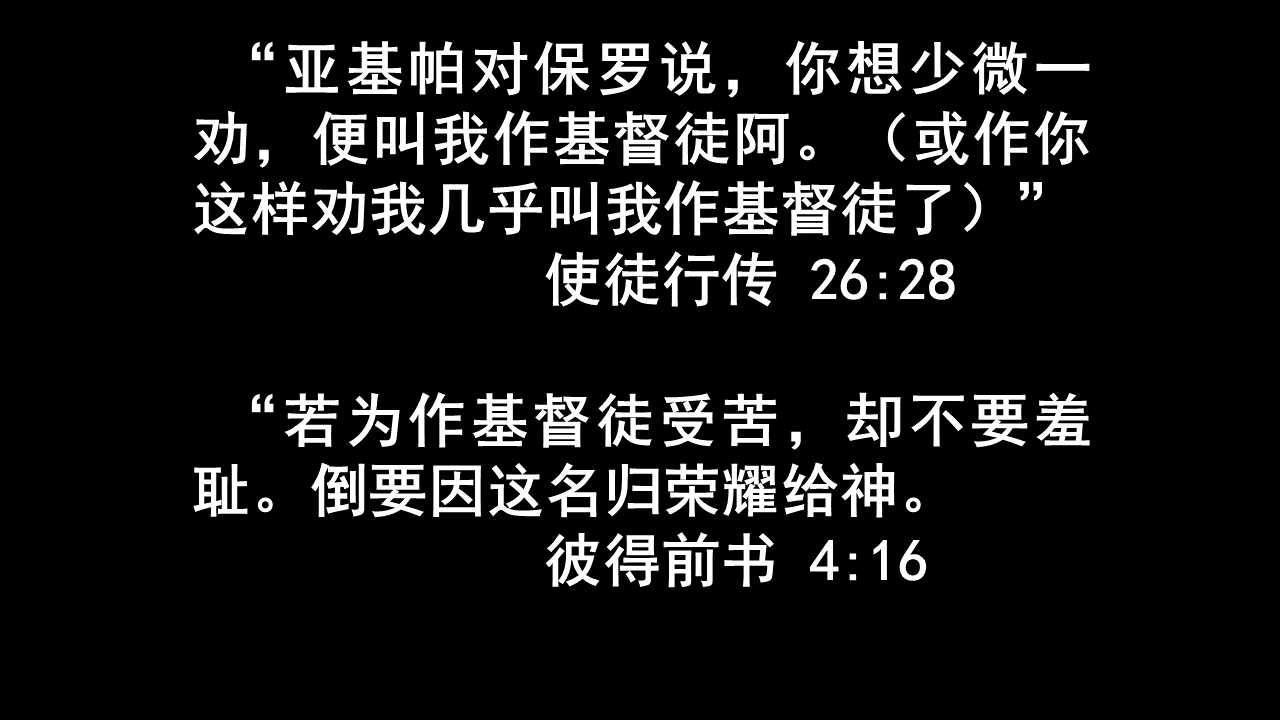 “亚基帕对保罗说，你想少微一
劝，便叫我作基督徒阿。（或作你
这样劝我几乎叫我作基督徒了）”
使徒行传 26:28
“若为作基督徒受苦，却不要羞
耻。倒要因这名归荣耀给神。
彼得前书 4:16